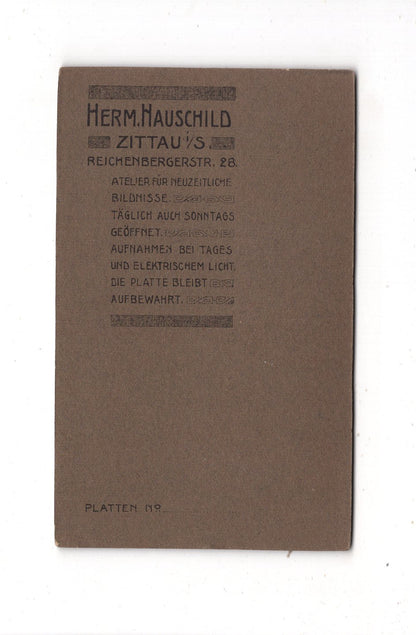 HERM. HAUSCHILD
ZITTAU i/S.
REICHENBERGERSTR. 28.
ATELIER FÜR NEUZEITLICHE
BILDNISSE.
TÄGLICH AUCH SONNTAGS
GEÖFFNET.
AUFNAHMEN BEI TAGES
UND ELEKTRISCHEM LICHT.
DIE PLATTE BLEIBT
AUFBEWAHRT.
PLATTEN NO